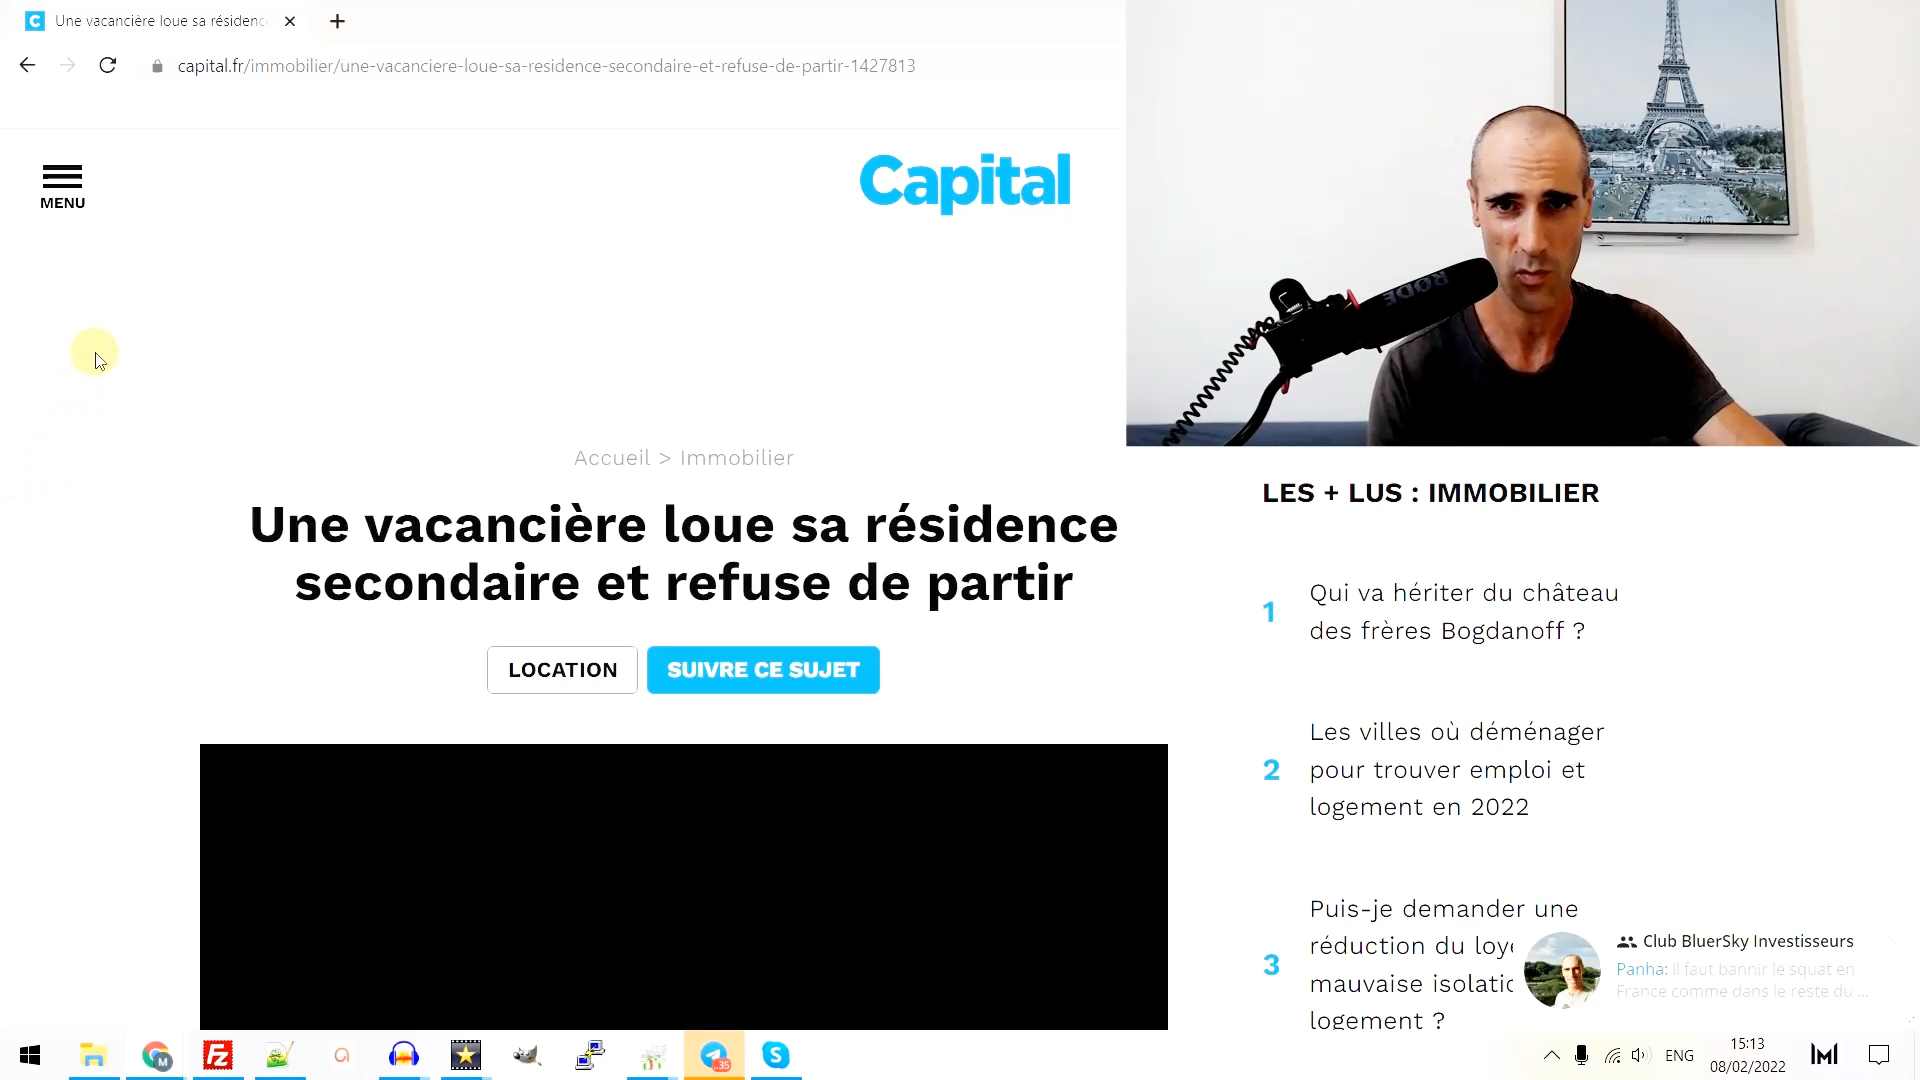 Une vacancière loue sa résidenc
capital.fr/immobilier/une-vacanciere-loue-sa-residence-secondaire-et-refuse-de-partir-1427813
MENU
Capital
RØDE
Accueil > Immobilier
Une vacancière loue sa résidence
secondaire et refuse de partir
LOCATION
SUIVRE CE SUJET
LES + LUS : IMMOBILIER
1
Qui va hériter du château
des frères Bogdanoff ?
2
Les villes où déménager
pour trouver emploi et
logement en 2022
3
Puis-je demander une
réduction du loye
mauvaise isolatio
logement ?
Club BluerSky Investisseurs
Panha: Il faut bannir le squat en
France comme dans le reste du ...
35
ENG
15:13
08/02/2022